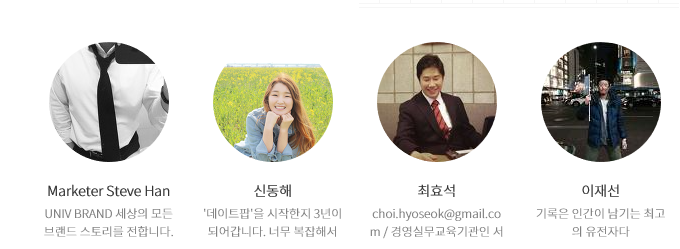 Marketer Steve Han
UNIV BRAND 세상의 모든
브랜드 스토리를 전합니다.
신동해
'데이트팝'을 시작한지 3년이
되어갑니다. 너무 복잡해서
최효석
choi.hyoseok@gmail.co
m / 경영실무교육기관인 서
이재선
기록은 인간이 남기는 최고
의 유전자다